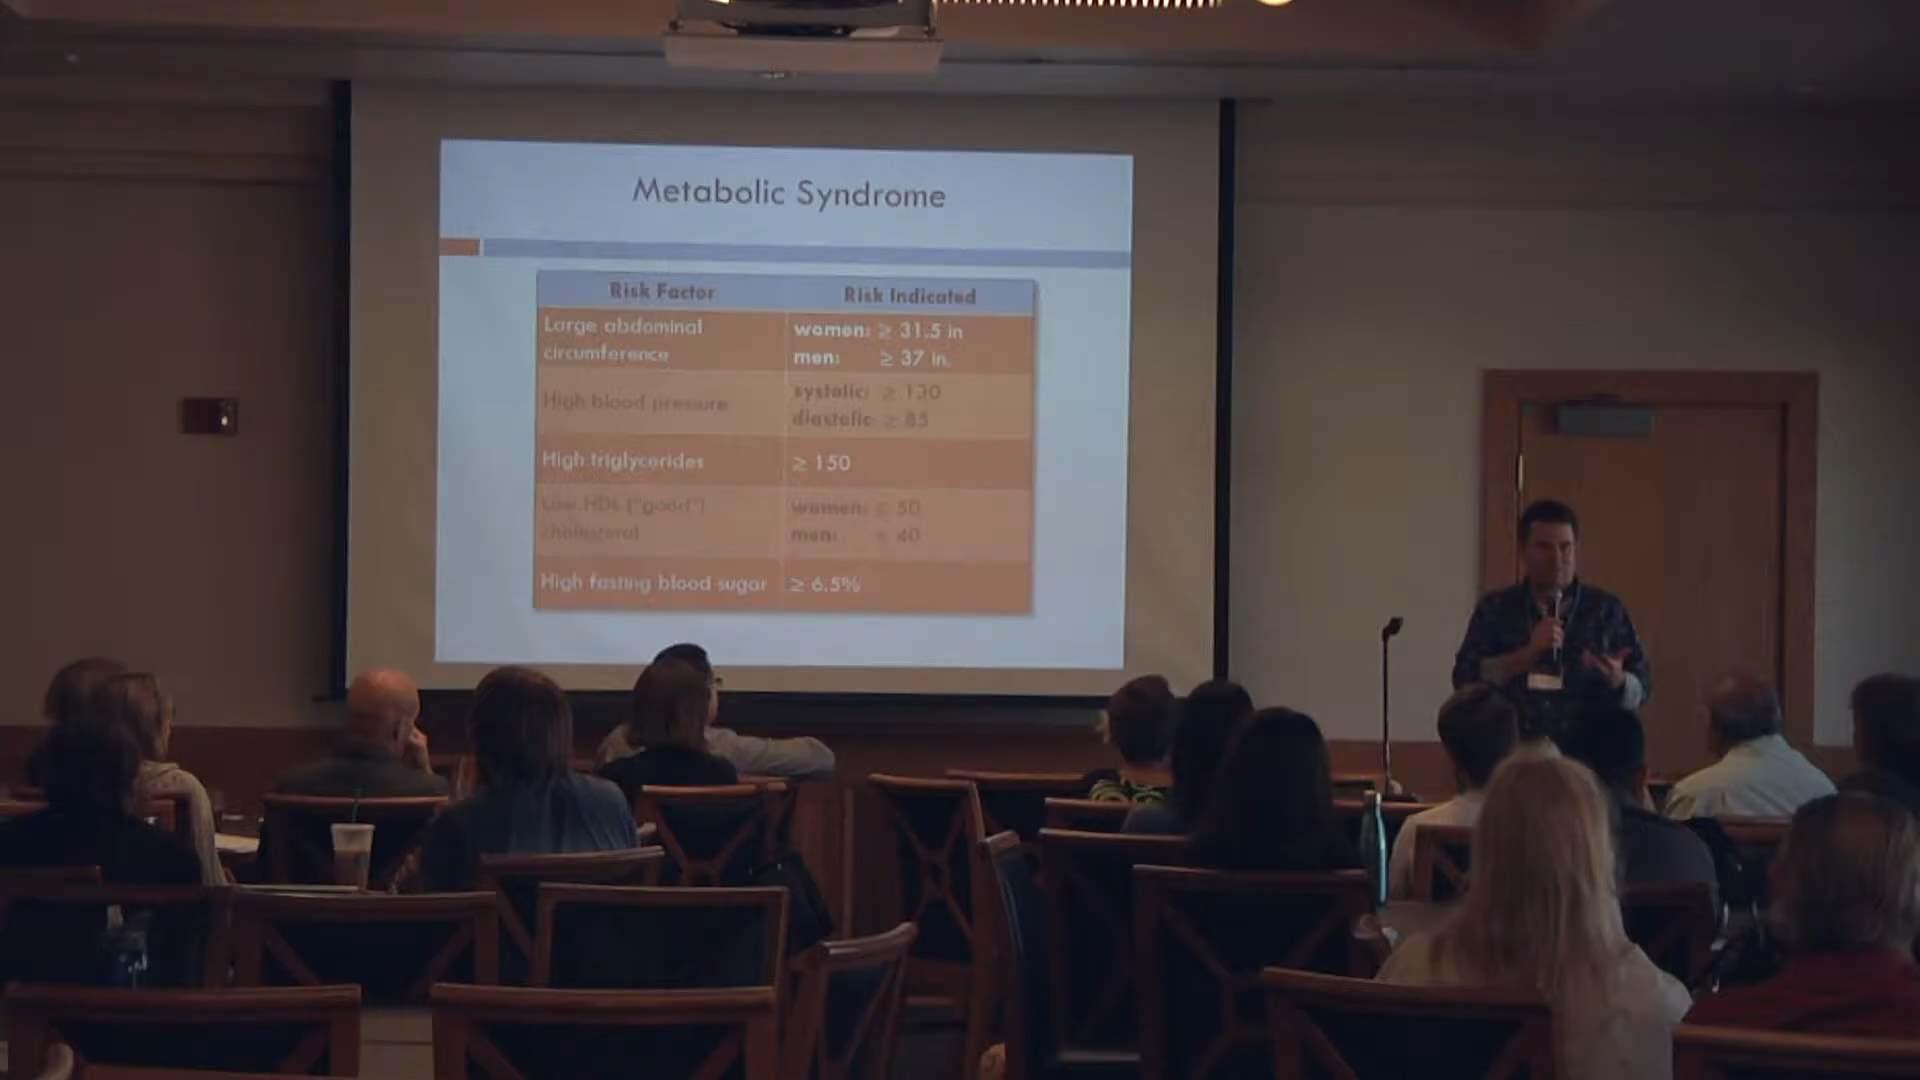 Metabolic Syndrome
Risk Factor
Risk Indicated
Large abdominal
circumference
women: ≥ 31.5 in
men: ≥ 37 in.
High blood pressure
systolic: ≥ 130
diastolic: ≥ 85
High triglycerides
≥ 150
Low HDL ("good")
cholesterol
women: ≤ 50
men: ≤ 40
High fasting blood sugar
≥ 6.5%